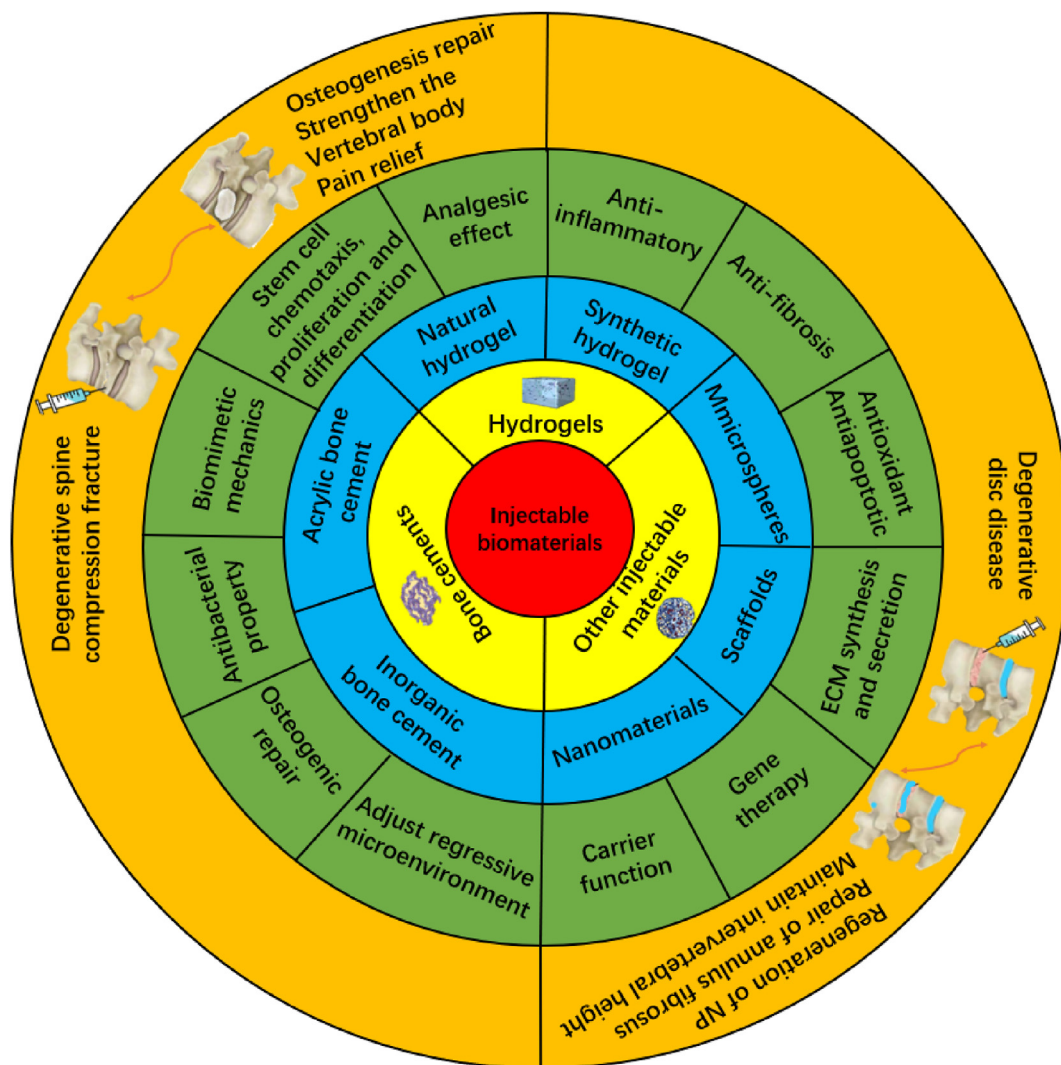 Osteogenesis repair
Strengthen the
Vertebral body
Pain relief
Degenerative spine
compression fracture
Degenerative
disc disease
Regeneration of NP
Repair of annulus fibrosus
Maintain intervertebral height
Analgesic
effect
Anti-
inflammatory
Anti-fibrosis
Antioxidant
Antiapoptotic
ECM synthesis
and secretion
Gene
therapy
Carrier
function
Adjust regressive
microenvironment
Osteogenic
repair
Antibacterial
property
Biomimetic
mechanics
Stem cell
chemotaxis,
proliferation and
differentiation
Natural
hydrogel
Synthetic
hydrogel
Mmicrospheres
Scaffolds
Nanomaterials
Inorganic
bone cement
Acrylic bone
cement
Hydrogels
Other injectable
materials
Bone cements
Injectable
biomaterials